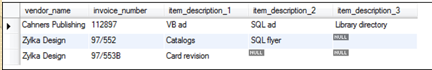 vendor_name invoice_number item_description_1 item_description_2 item_description_3
Cahners Publishing 112897 VB ad SQL ad Library directory
Zylka Design 97/552 Catalogs SQL flyer NULL
Zylka Design 97/553B Card revision NULL NULL